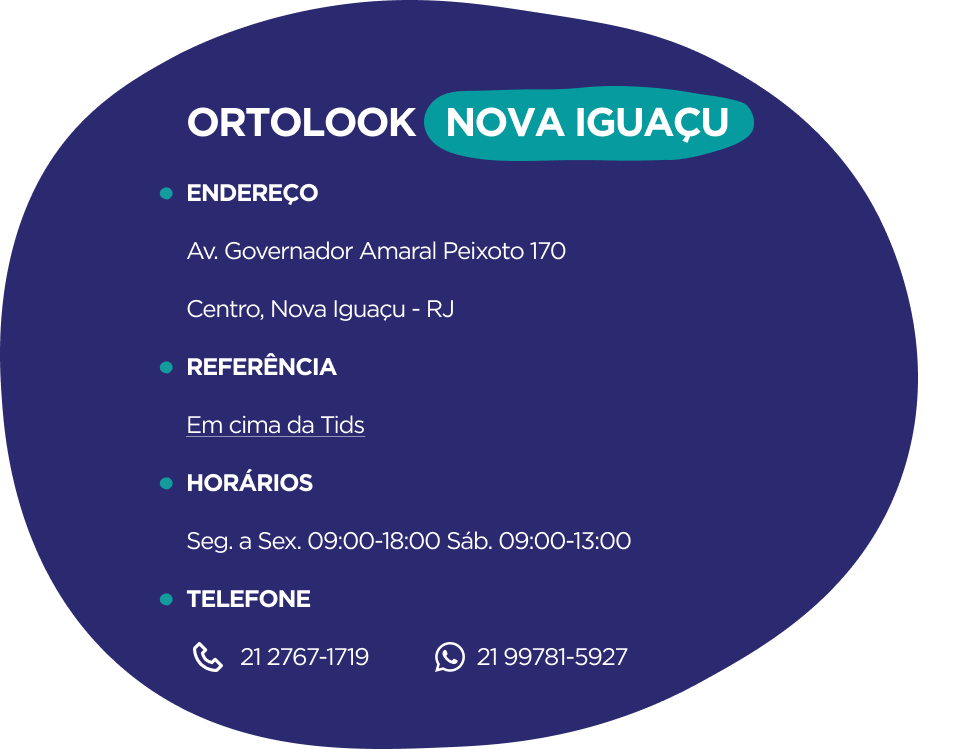 ORTOLOOK NOVA IGUAÇU
ENDEREÇO
Av. Governador Amaral Peixoto 170
Centro, Nova Iguaçu - RJ
REFERÊNCIA
Em cima da Tids
HORÁRIOS
Seg. a Sex. 09:00-18:00 Sáb. 09:00-13:00
TELEFONE
21 2767-1719 21 99781-5927